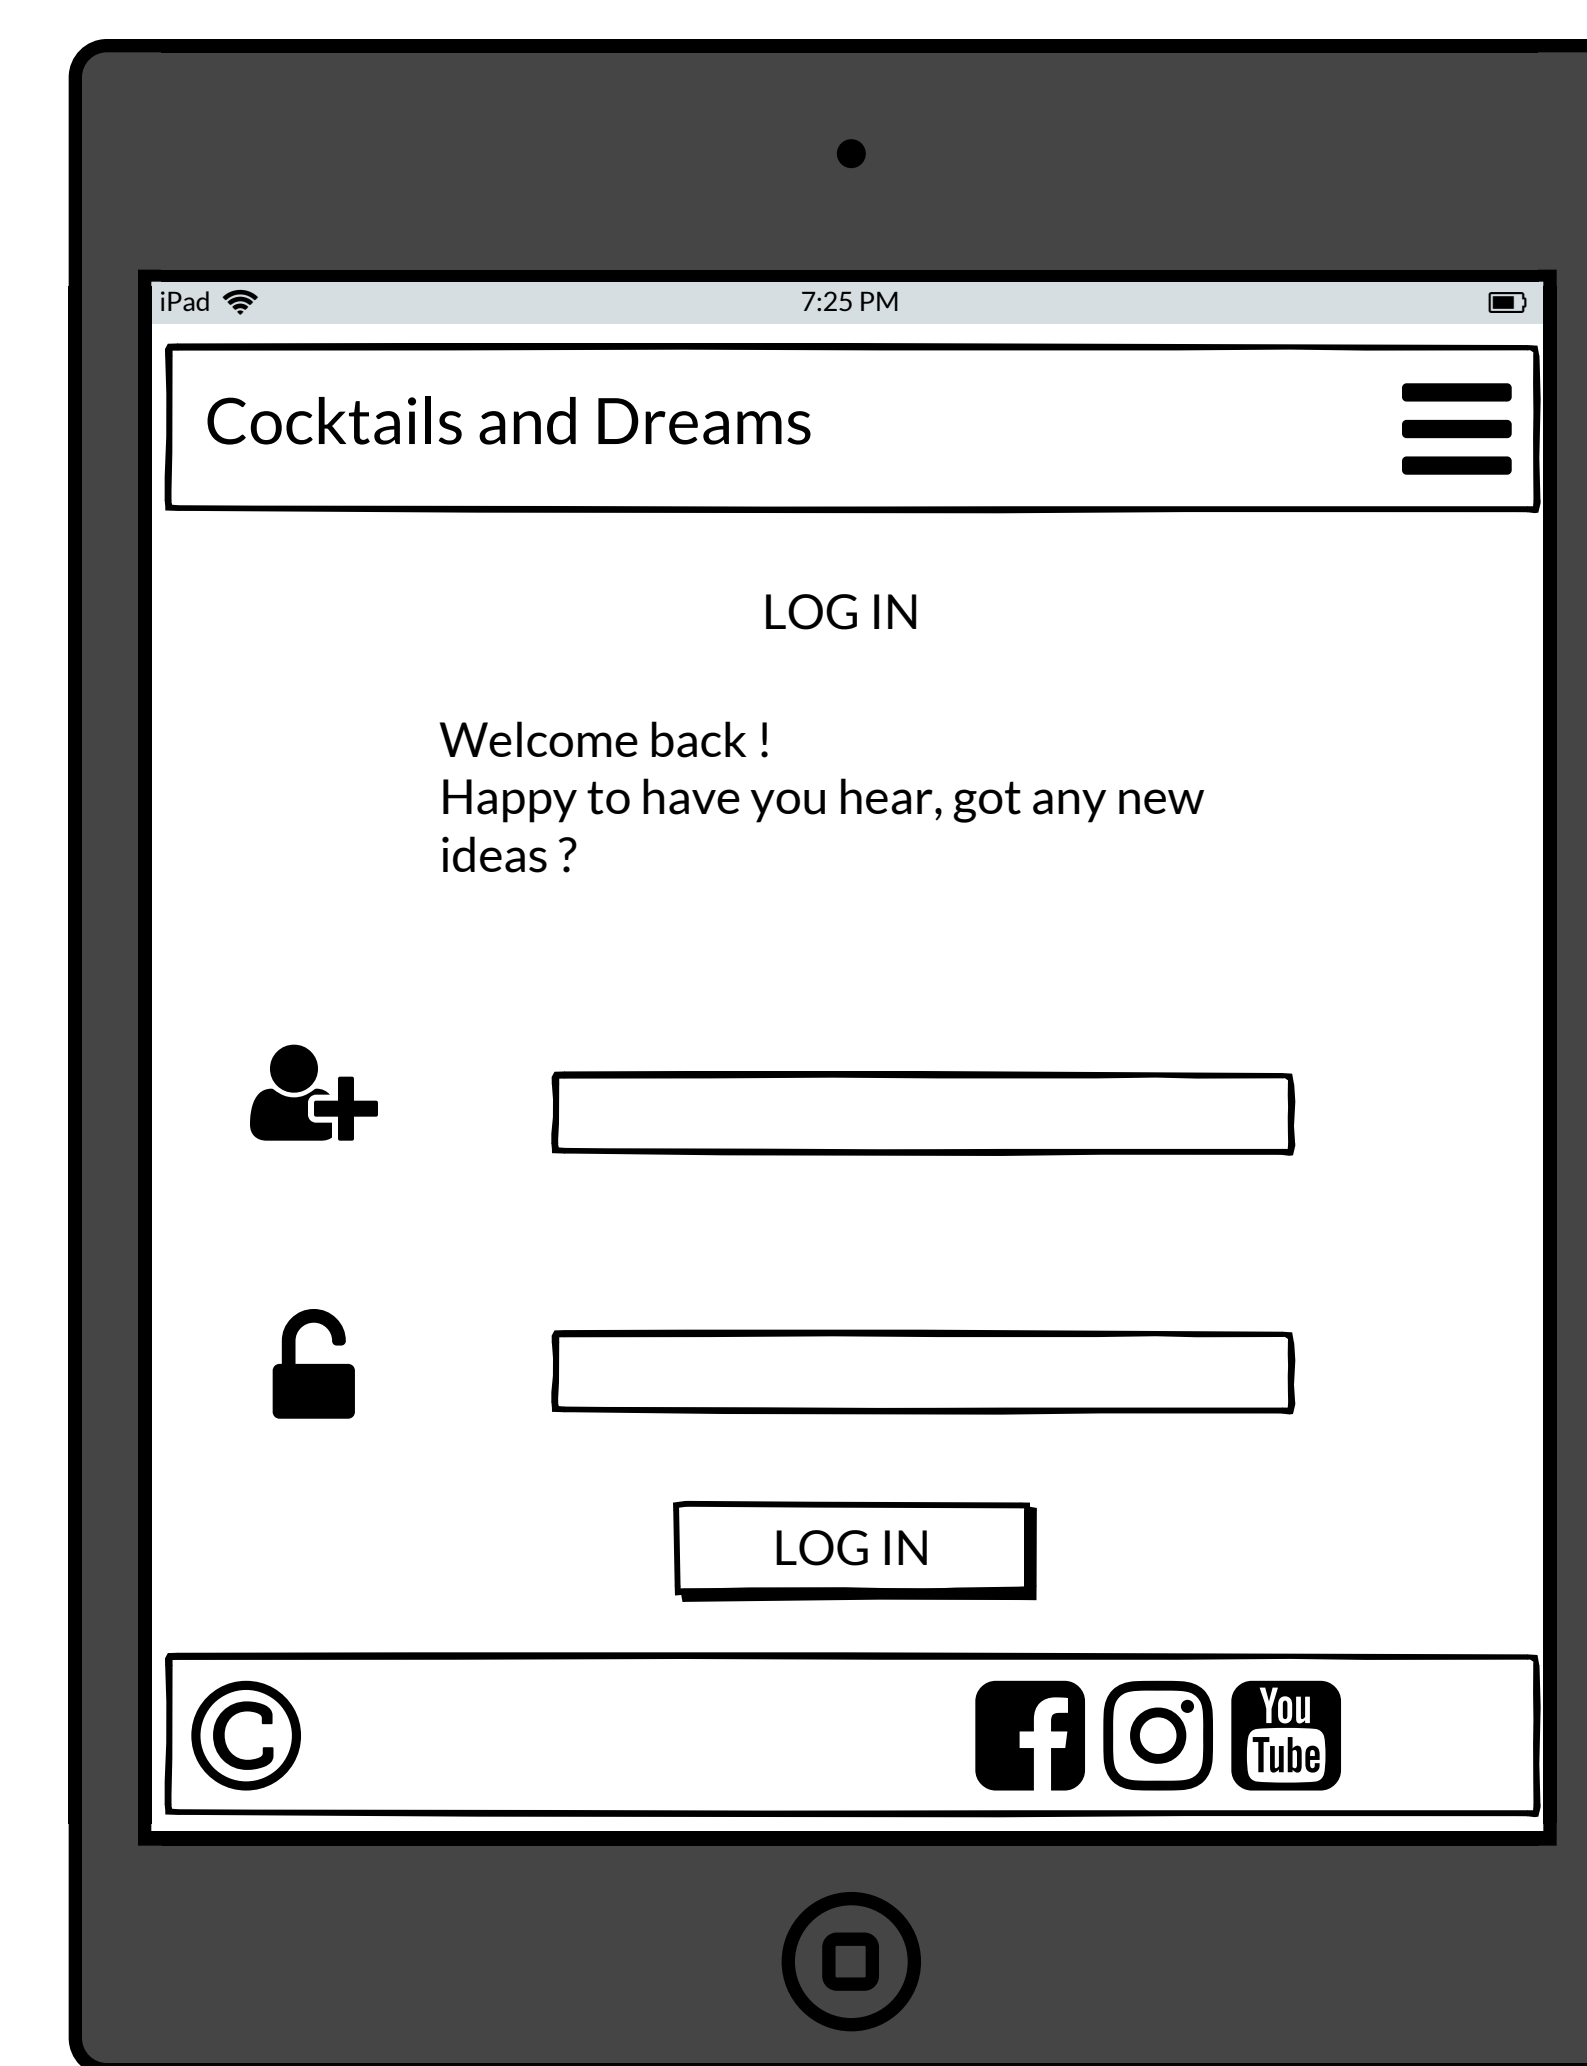 iPad
7:25 PM
Cocktails and Dreams
LOG IN
Welcome back !
Happy to have you hear, got any new
ideas ?
LOG IN
©
You
Tube